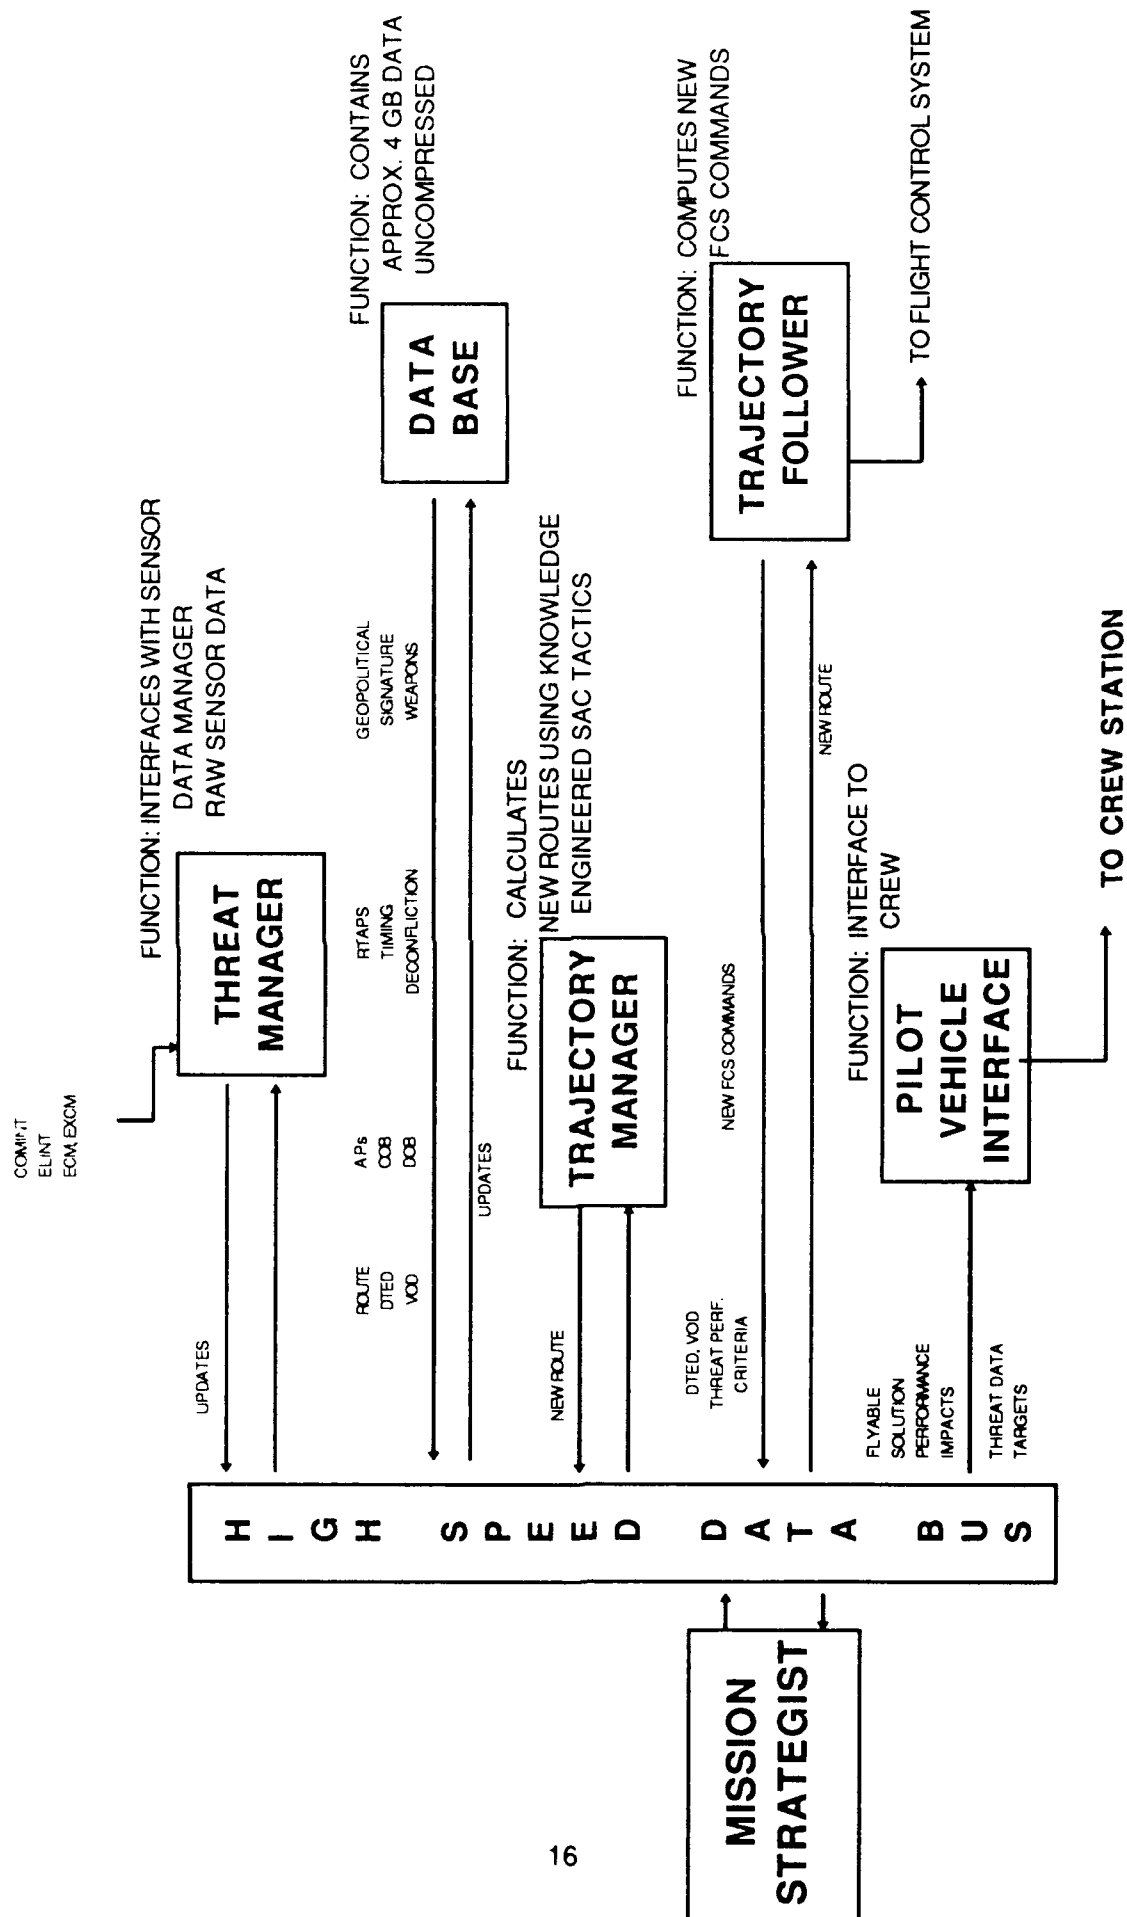 COMINT
ELINT
ECM, EXCM
FUNCTION: INTERFACES WITH SENSOR
DATA MANAGER
RAW SENSOR DATA
THREAT
MANAGER
UPDATES
FUNCTION: CONTAINS
APPROX. 4 GB DATA
UNCOMPRESSED
DATA
BASE
ROUTE
DTED
VOD
APs
COB
DOB
RTAPS
TIMING
DECONFLICTION
GEOPOLITICAL
SIGNATURE
WEAPONS
UPDATES
FUNCTION: CALCULATES
NEW ROUTES USING KNOWLEDGE
ENGINEERED SAC TACTICS
TRAJECTORY
MANAGER
NEW ROUTE
FUNCTION: COMPUTES NEW
FCS COMMANDS
TRAJECTORY
FOLLOWER
TO FLIGHT CONTROL SYSTEM
DTED, VOD
THREAT PERF.
CRITERIA
NEW FCS COMMANDS
NEW ROUTE
FUNCTION: INTERFACE TO
CREW
PILOT
VEHICLE
INTERFACE
TO CREW STATION
FLYABLE
SOLUTION
PERFORMANCE
IMPACTS
THREAT DATA
TARGETS
HIGH SPEED DATA BUS
MISSION
STRATEGIST
16